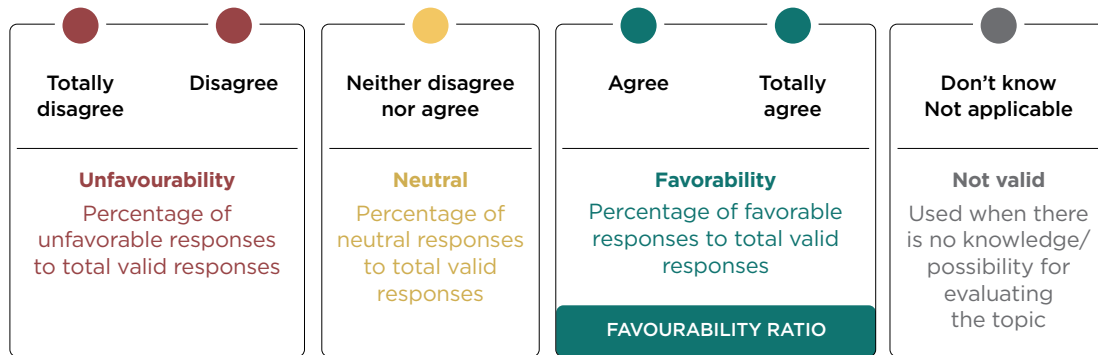 Totally
disagree
Disagree
Unfavourability
Percentage of
unfavorable responses
to total valid responses
Neither disagree
nor agree
Neutral
Percentage of
neutral responses
to total valid
responses
Agree
Totally
agree
Favorability
Percentage of favorable
responses to total valid
responses
FAVOURABILITY RATIO
Don't know
Not applicable
Not valid
Used when there
is no knowledge/
possibility for
evaluating
the topic